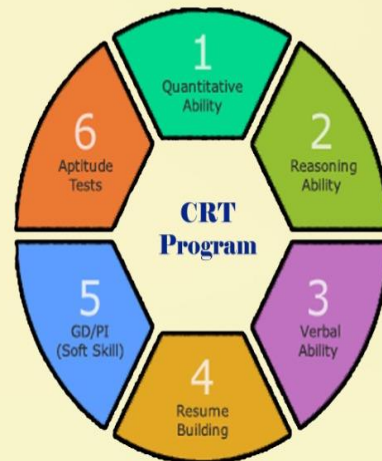 1
Quantitative
Ability
2
Reasoning
Ability
3
Verbal
Ability
4
Resume
Building
5
GD/PI
(Soft Skill)
6
Aptitude
Tests
CRT
Program